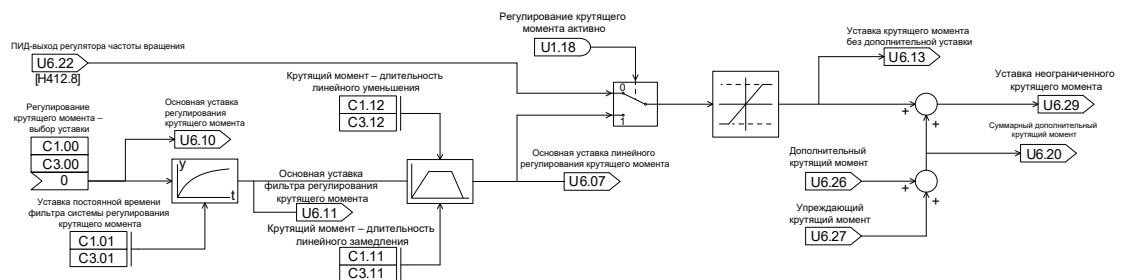 Регулирование крутящего
момента активно
U1.18
ПИД-выход регулятора частоты вращения
U6.22
[H412.8]
Уставка крутящего момента
без дополнительной уставки
U6.13
Крутящий момент – длительность
линейного уменьшения
C1.12
C3.12
0
1
Уставка неограниченного
крутящего момента
U6.29
Регулирование
крутящего момента –
выбор уставки
C1.00
C3.00
0
Основная уставка
регулирования
крутящего момента
U6.10
y
t
+
+
Суммарный дополнительный
крутящий момент
U6.20
Основная уставка линейного
регулирования крутящего момента
U6.07
Дополнительный
крутящий момент
U6.26
+
+
Основная уставка
фильтра регулирования
крутящего момента
U6.11
Уставка постоянной времени
фильтра системы регулирования
крутящего момента
C1.01
C3.01
Крутящий момент – длительность
линейного замедления
C1.11
C3.11
Упреждающий
крутящий момент
U6.27